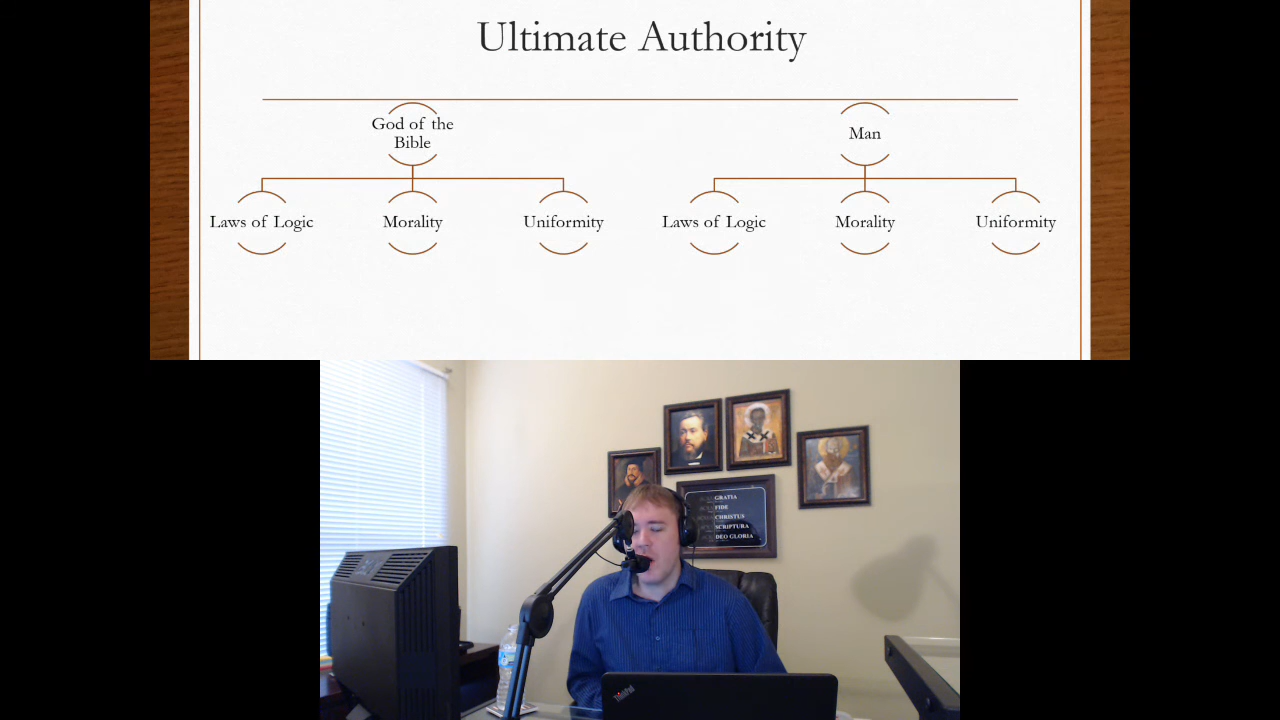 Ultimate Authority
God of the
Bible
Man
Laws of Logic
Morality
Uniformity
Laws of Logic
Morality
Uniformity
GRATIA
FIDE
CHRISTUS
SCRIPTURA
DEO GLORIA
ThinkPad